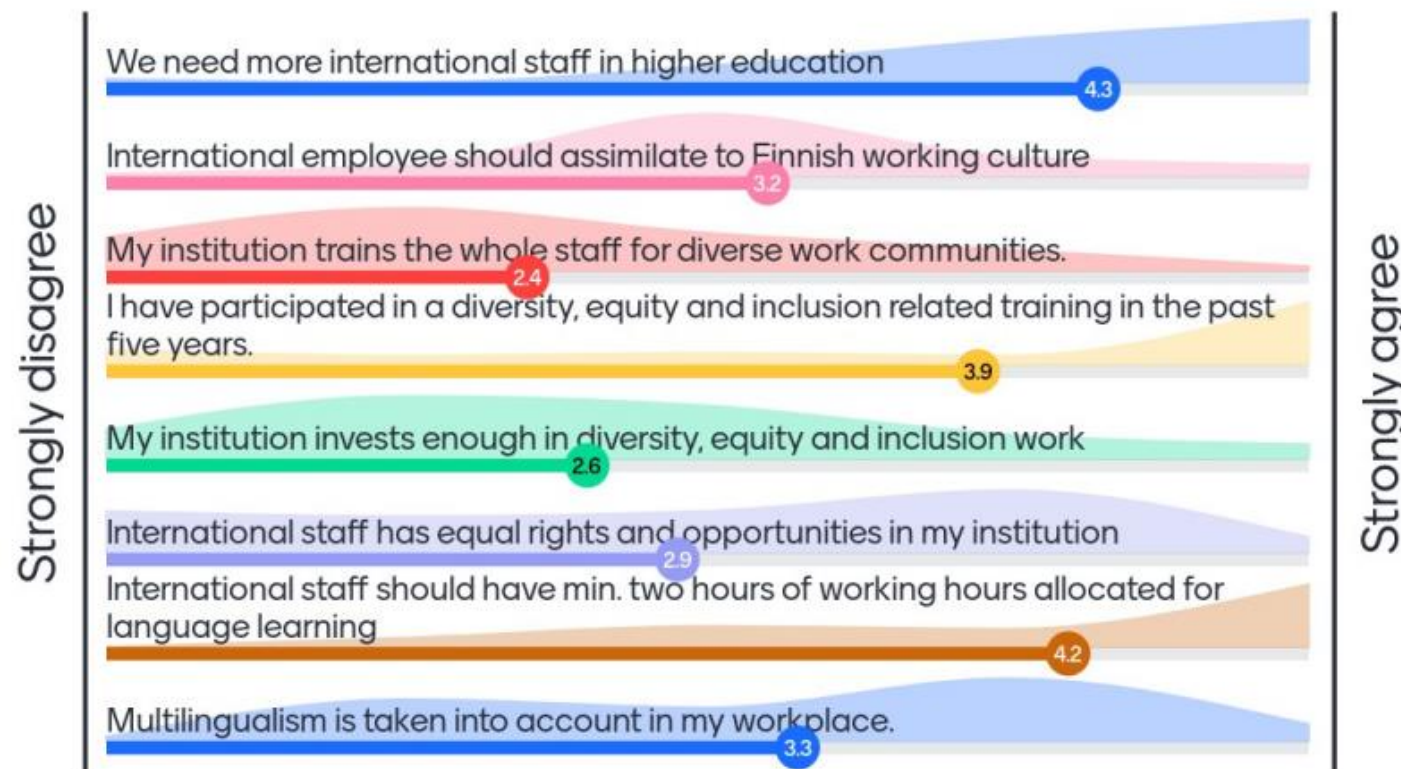 Strongly disagree
We need more international staff in higher education
4.3
International employee should assimilate to Finnish working culture
3.2
My institution trains the whole staff for diverse work communities.
2.4
I have participated in a diversity, equity and inclusion related training in the past
five years.
3.9
My institution invests enough in diversity, equity and inclusion work
2.6
International staff has equal rights and opportunities in my institution
2.9
International staff should have min. two hours of working hours allocated for
language learning
4.2
Multilingualism is taken into account in my workplace.
3.3
Strongly agree